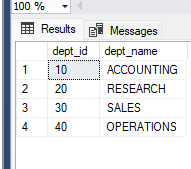 100 %
Results Messages
dept_id dept_name
1 10 ACCOUNTING
2 20 RESEARCH
3 30 SALES
4 40 OPERATIONS